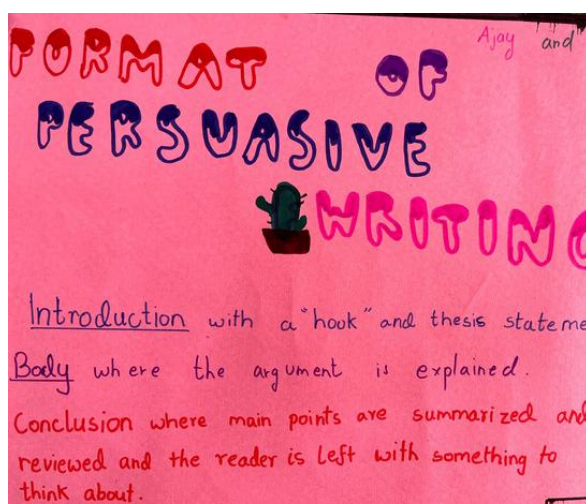 Ajay and
FORMAT OF
PERSUASIVE
WRITING
Introduction with a "hook" and thesis stateme
Body where the argument is explained.
Conclusion where main points are summarized and
reviewed and the reader is left with something to
think about.